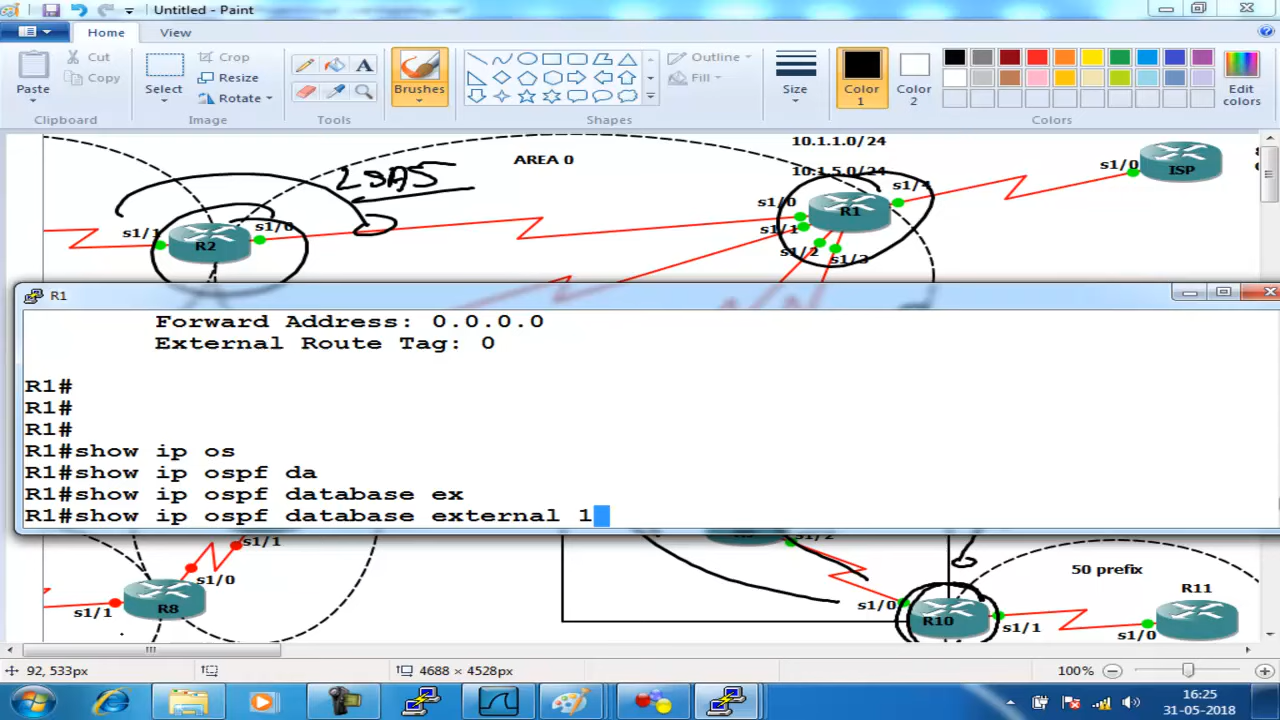 Untitled - Paint
Home
View
Paste
Cut
Copy
Clipboard
Select
Crop
Resize
Rotate
Image
Tools
Brushes
Shapes
Outline
Fill
Size
Color 1
Color 2
Edit colors
Colors
AREA 0
10.1.1.0/24
10.1.5.0/24
LSAS
s1/0
ISP
s1/4
s1/0
R1
s1/1
s1/2
s1/3
s1/1
s1/0
R2
R1
Forward Address: 0.0.0.0
External Route Tag: 0
R1#
R1#
R1#
R1#show ip os
R1#show ip ospf da
R1#show ip ospf database ex
R1#show ip ospf database external 1
s1/1
s1/0
R8
s1/1
s1/2
s1/0
R10
s1/1
50 prefix
R11
s1/0
92, 533px
4688 × 4528px
100%
16:25
31-05-2018